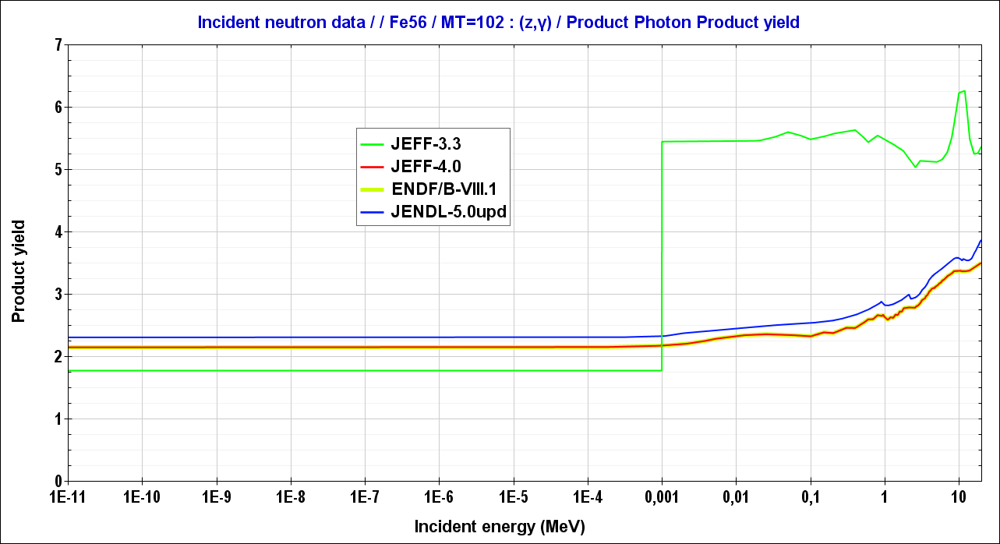 Incident neutron data / / Fe56 / MT=102 : (z,γ) / Product Photon Product yield
Product yield
7
6
5
4
3
2
1
0
JEFF-3.3
JEFF-4.0
ENDF/B-VIII.1
JENDL-5.0upd
1E-11 1E-10 1E-9 1E-8 1E-7 1E-6 1E-5 1E-4 0,001 0,01 0,1 1 10
Incident energy (MeV)